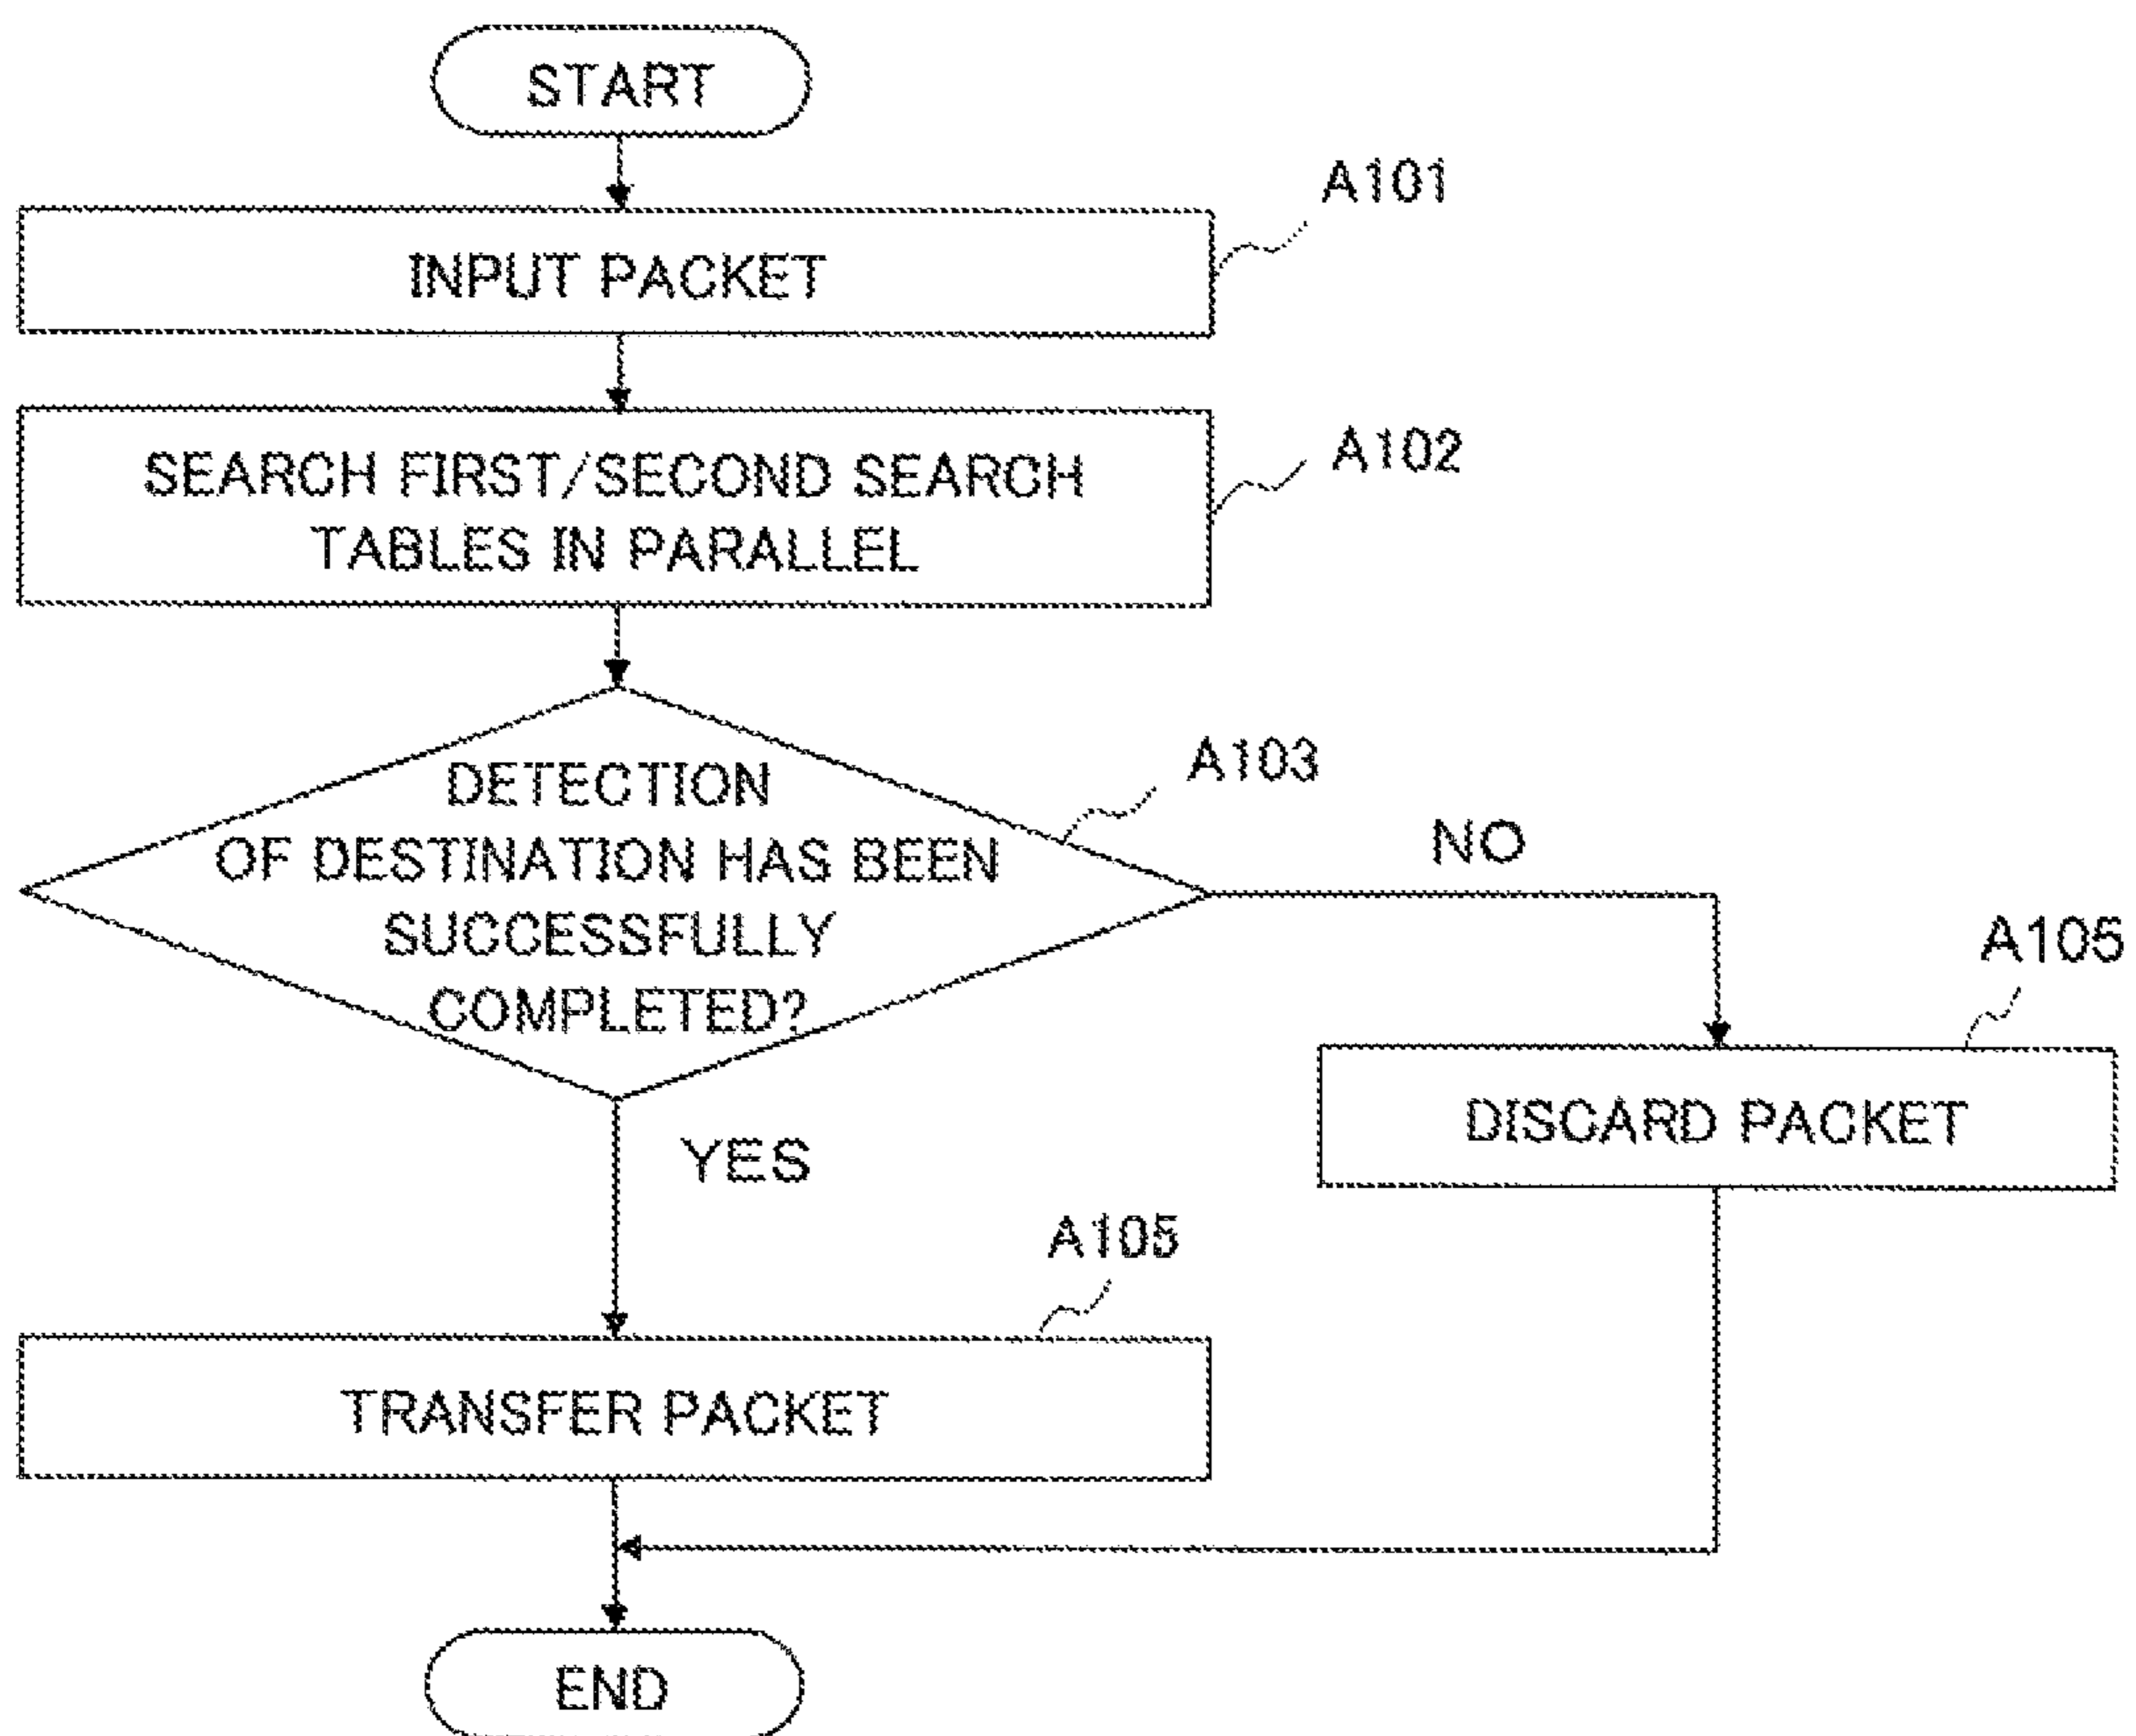 START
A101
INPUT PACKET
A102
SEARCH FIRST/SECOND SEARCH
TABLES IN PARALLEL
A103
DETECTION
OF DESTINATION HAS BEEN
SUCCESSFULLY
COMPLETED?
NO
A105
DISCARD PACKET
YES
A105
TRANSFER PACKET
END